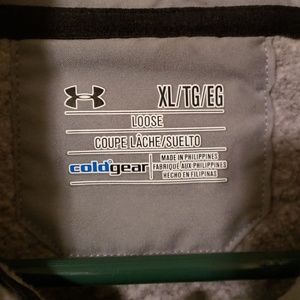 XL/TG/EG
LOOSE
COUPE LÂCHE/SUELTO
coldgear
MADE IN PHILIPPINES
FABRIQUÉ AUX PHILIPPINES
HECHO EN FILIPINAS